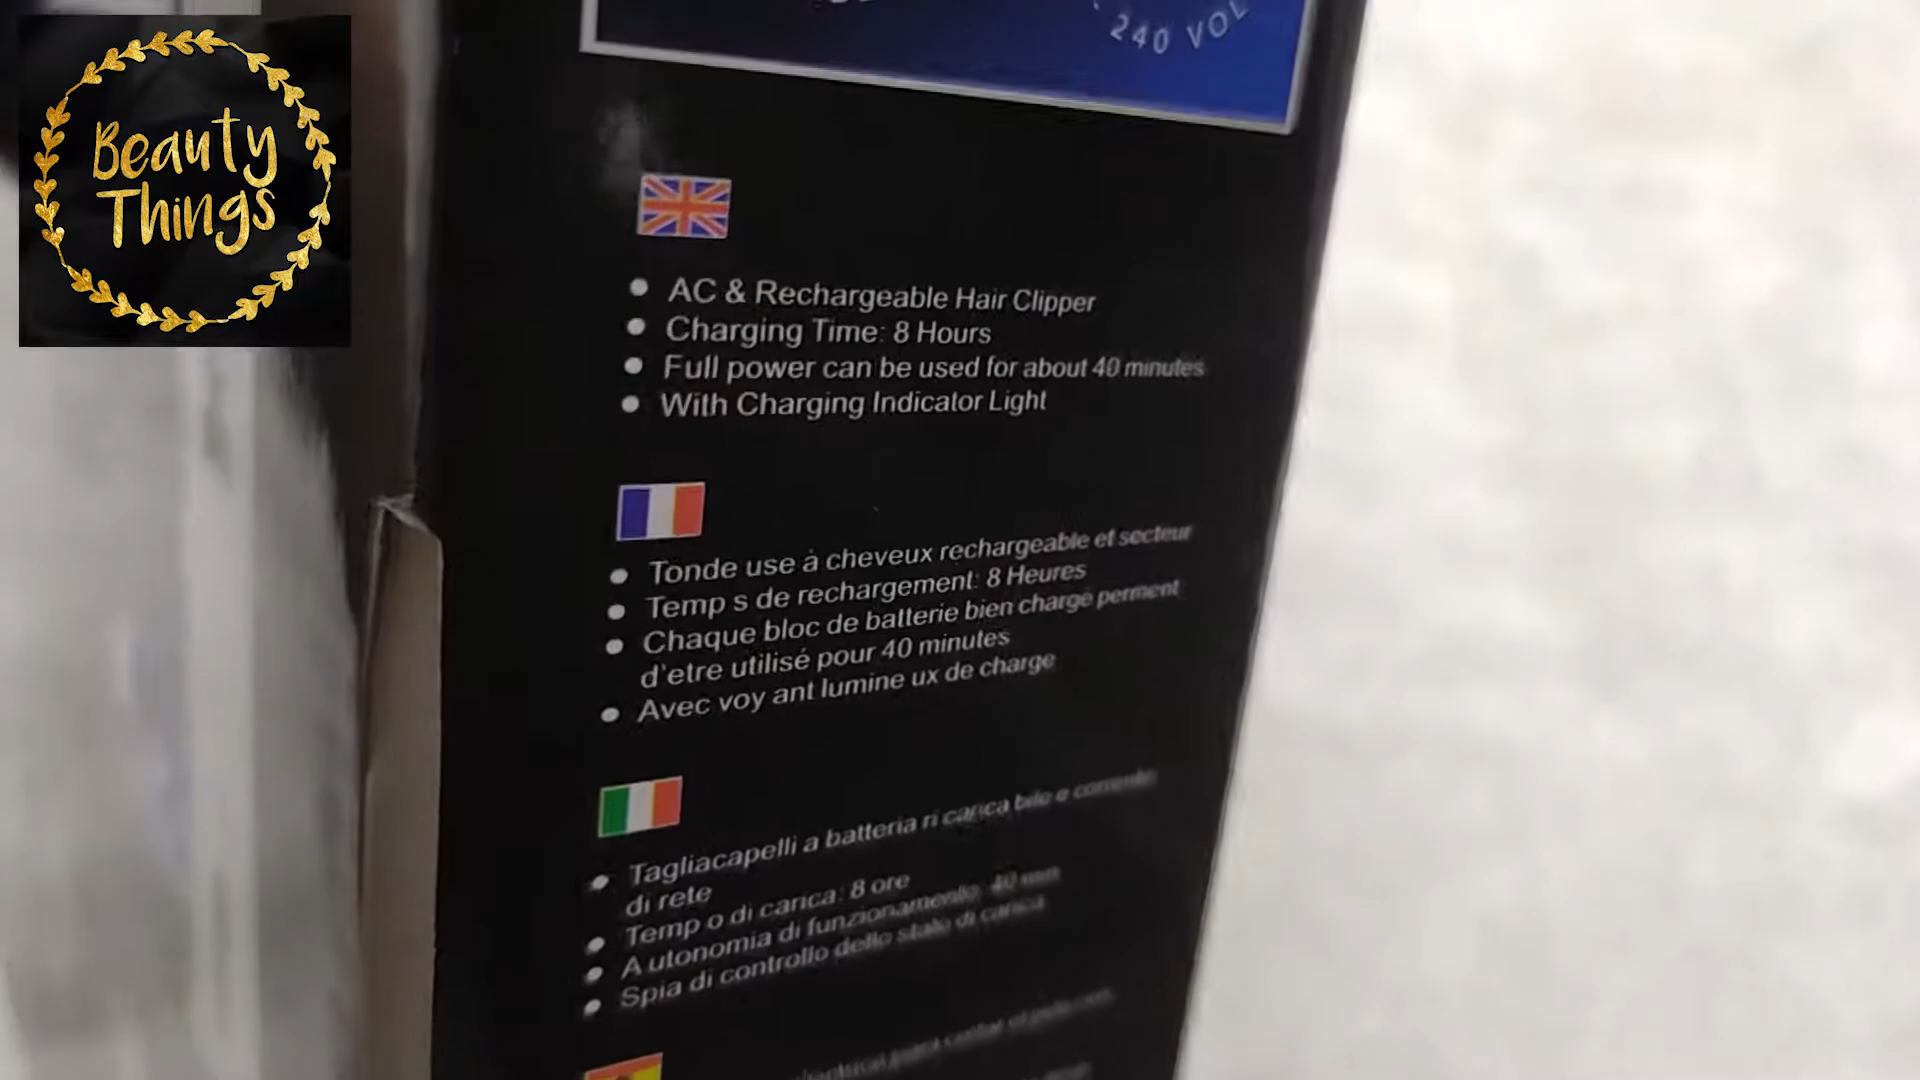 Beauty
Things
240 VOL
AC & Rechargeable Hair Clipper
Charging Time: 8 Hours
Full power can be used for about 40 minutes
With Charging Indicator Light
Tonde use à cheveux rechargeable et secteur
Temp s de rechargement: 8 Heures
Chaque bloc de batterie bien chargé perment
d'etre utilisé pour 40 minutes
Avec voy ant lumine ux de charge
Tagliacapelli a batteria ri carica bile e corrente
di rete
Temp o di carica: 8 ore
A utonomia di funzionamento: 40 min
Spia di controllo dello stato di carica